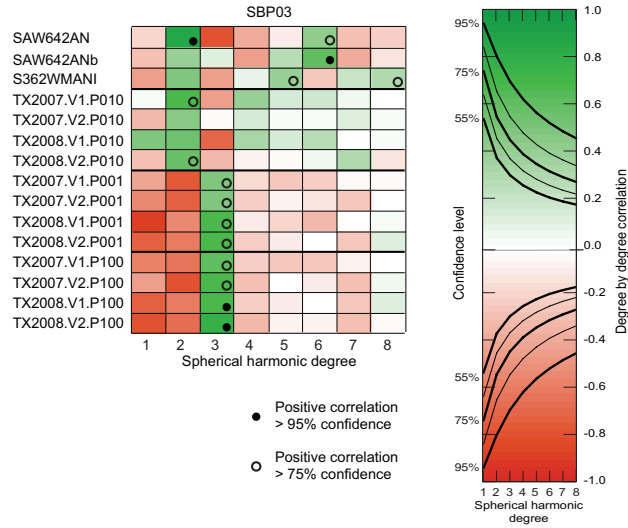 SBP03
SAW642AN
SAW642ANb
S362WMANI
TX2007.V1.P010
TX2007.V2.P010
TX2008.V1.P010
TX2008.V2.P010
TX2007.V1.P001
TX2007.V2.P001
TX2008.V1.P001
TX2008.V2.P001
TX2007.V1.P100
TX2007.V2.P100
TX2008.V1.P100
TX2008.V2.P100
1 2 3 4 5 6 7 8
Spherical harmonic degree
Positive correlation
> 95% confidence
Positive correlation
> 75% confidence
95%
75%
55%
55%
75%
95%
Confidence level
1.0
0.8
0.6
0.4
0.2
0.0
-0.2
-0.4
-0.6
-0.8
-1.0
Degree by degree correlation
1 2 3 4 5 6 7 8
Spherical harmonic
degree